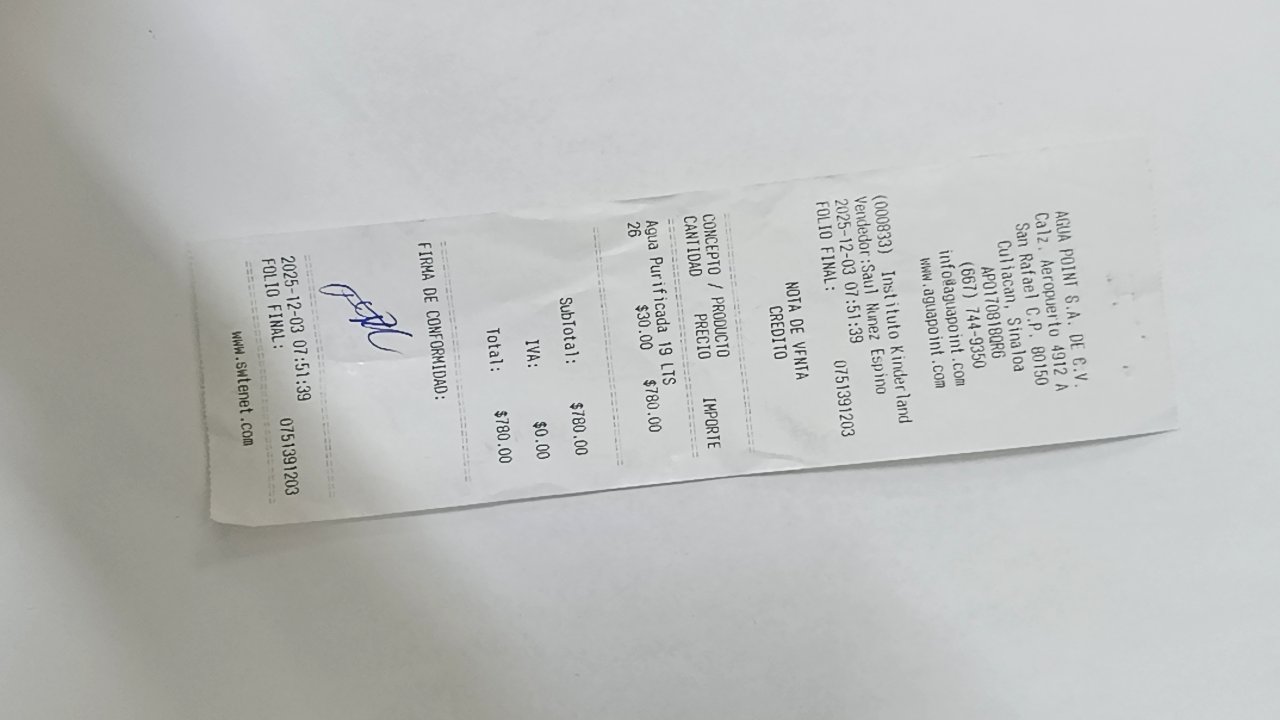 AGUA POINT S.A. DE C.V.
Calz. Aeropuerto 4912 A
San Rafael C.P. 80150
Culiacan, Sinaloa
APO170818QR6
(667) 744-9350
info@aguapoint.com
www.aguapoint.com
(000833) Instituto Kinderland
Vendedor:Saul Nunez Espino
2025-12-03 07:51:39
FOLIO FINAL: 0751391203
NOTA DE VENTA
CREDITO
CONCEPTO / PRODUCTO
CANTIDAD PRECIO IMPORTE
Agua Purificada 19 LTS
26 $30.00 $780.00
SubTotal: $780.00
IVA: $0.00
Total: $780.00
FIRMA DE CONFORMIDAD:
2025-12-03 07:51:39
FOLIO FINAL: 0751391203
www.swtenet.com